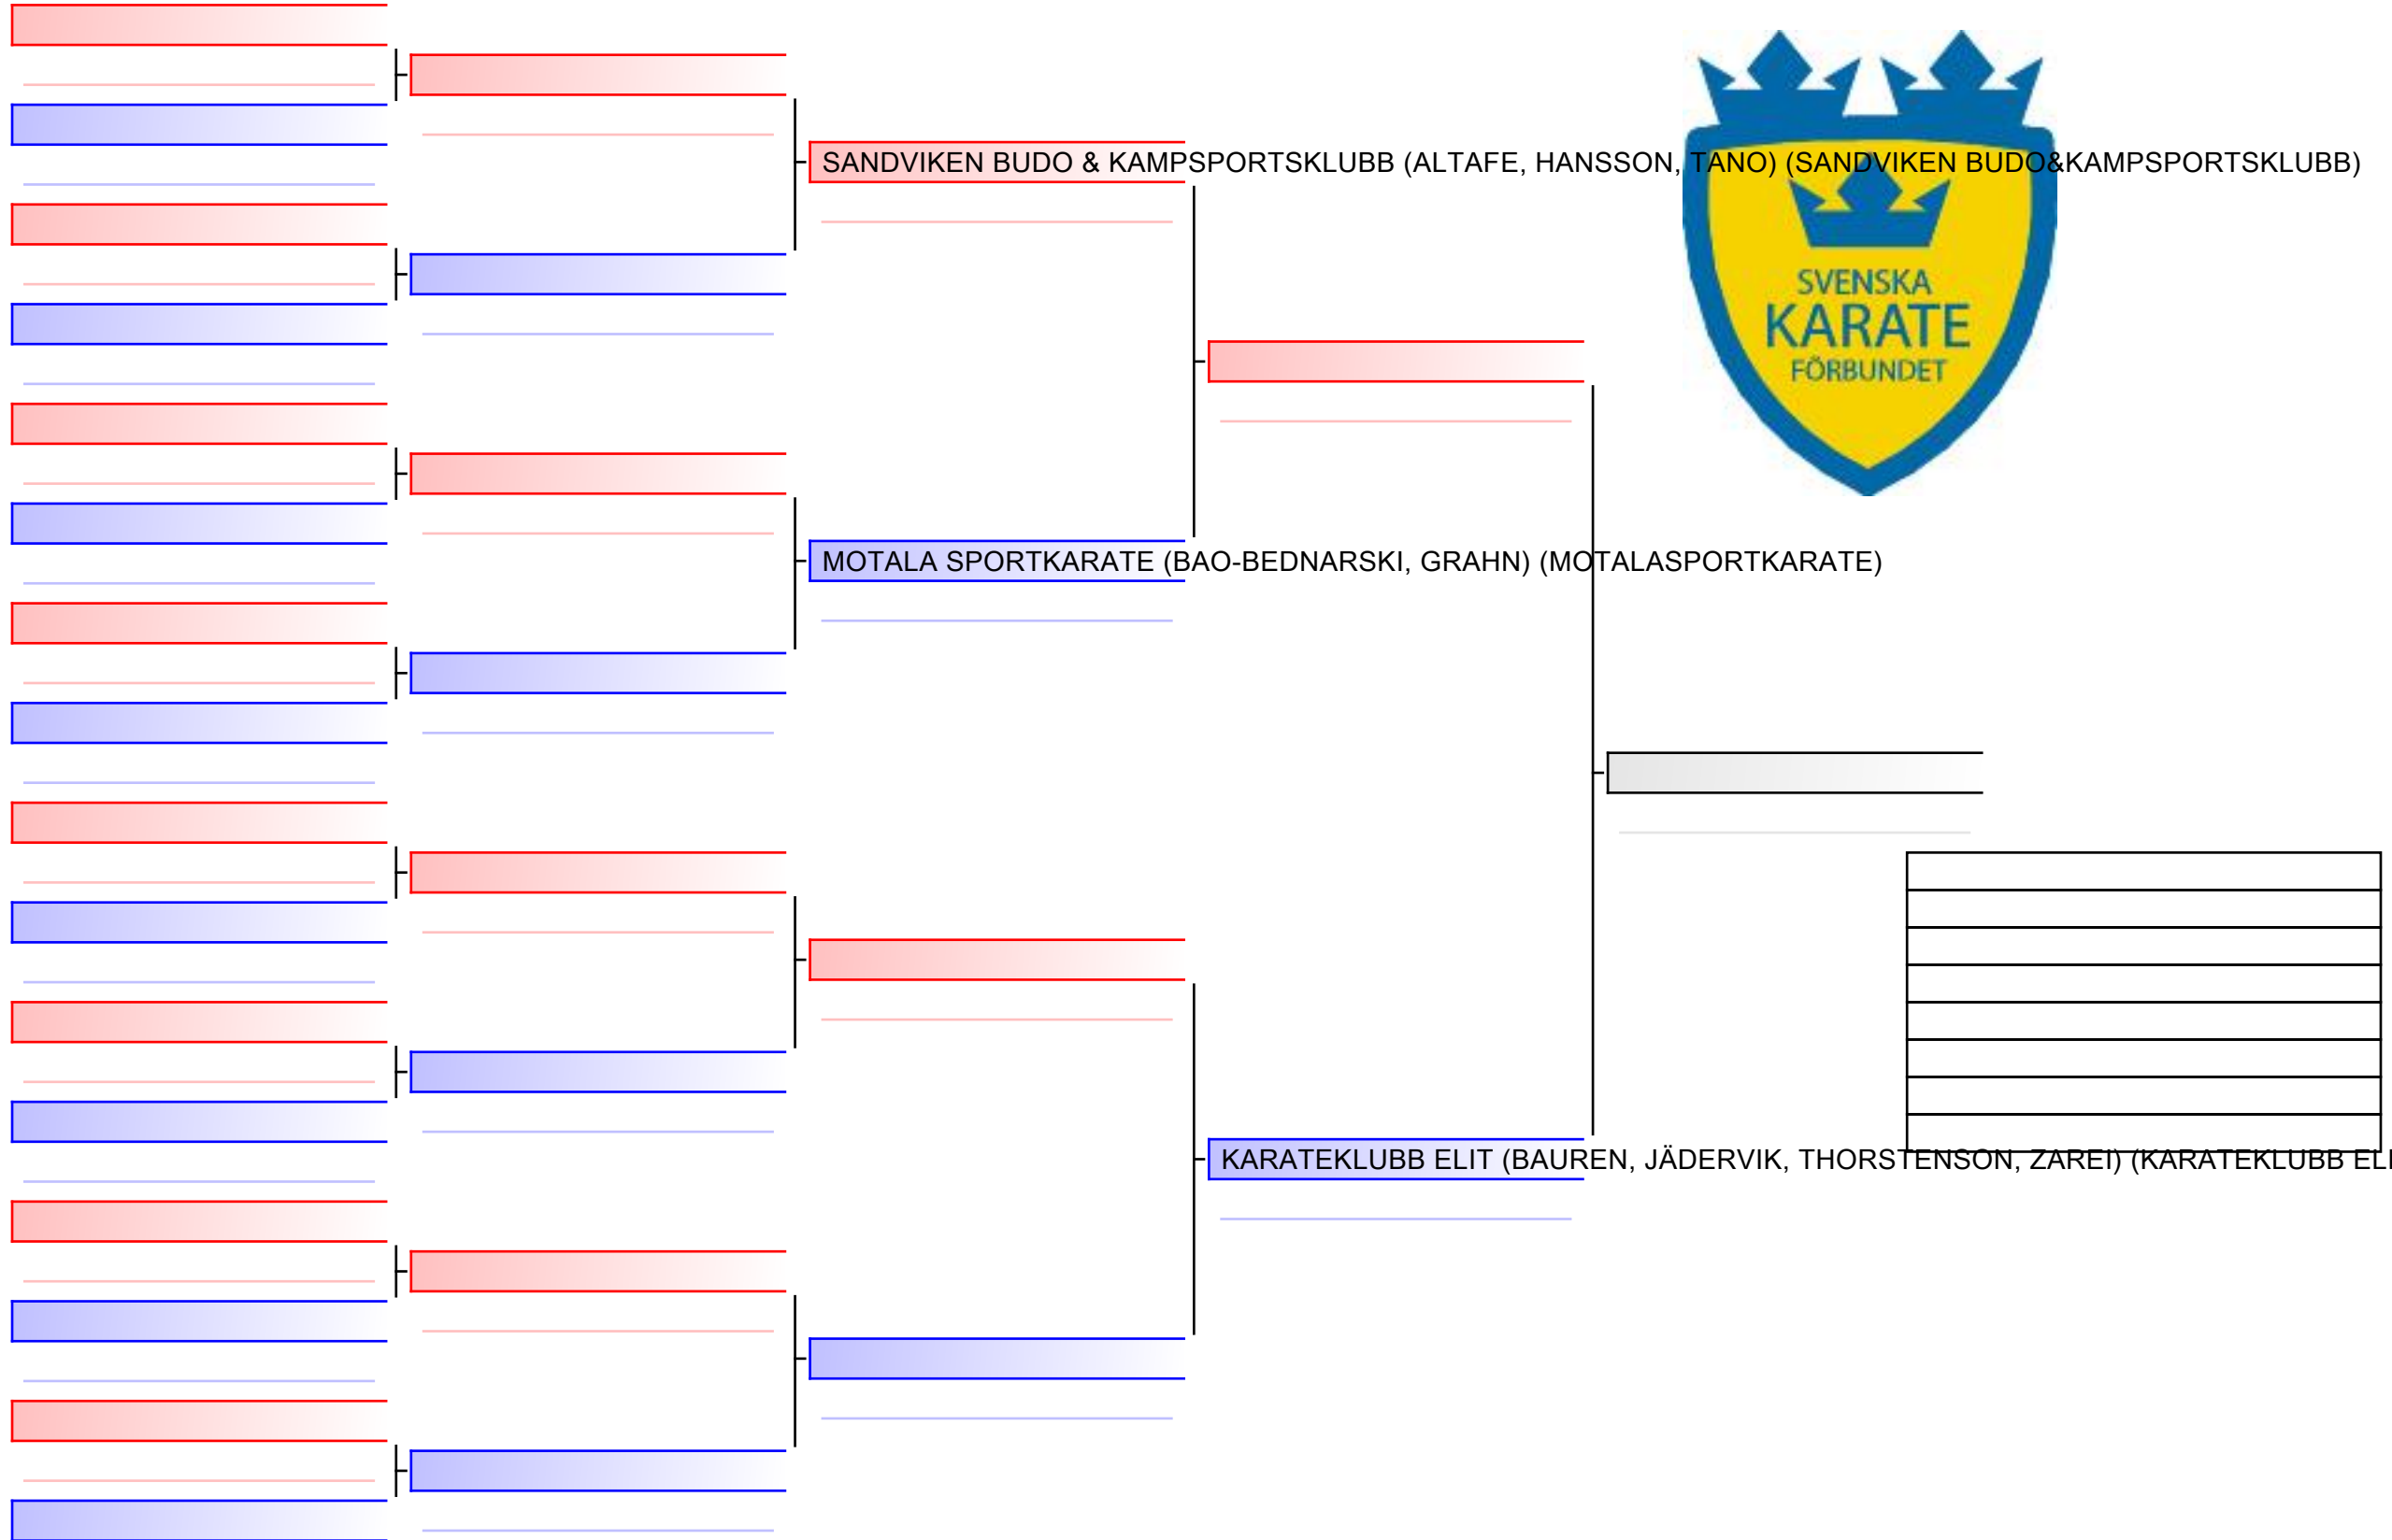 SANDVIKEN BUDO & KAMPSPORTSKLUBB (ALTAFE, HANSSON, TANO) (SANDVIKEN BUDO&KAMPSPORTSKLUBB)
SVENSKA
KARATE
FÖRBUNDET
MOTALA SPORTKARATE (BAO-BEDNARSKI, GRAHN) (MOTALASPORTKARATE)
KARATEKLUBB ELIT (BAUREN, JÄDERVIK, THORSTENSON, ZAREI) (KARATEKLUBB